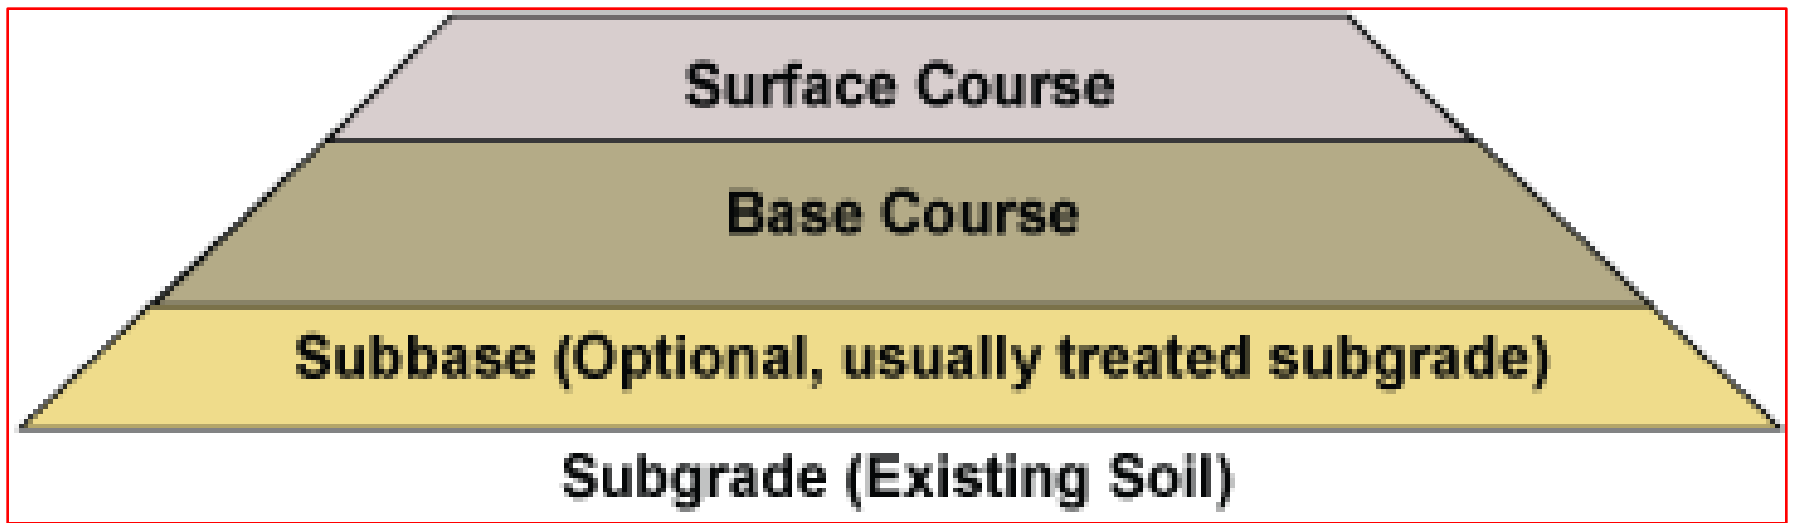 Surface Course
Base Course
Subbase (Optional, usually treated subgrade)
Subgrade (Existing Soil)